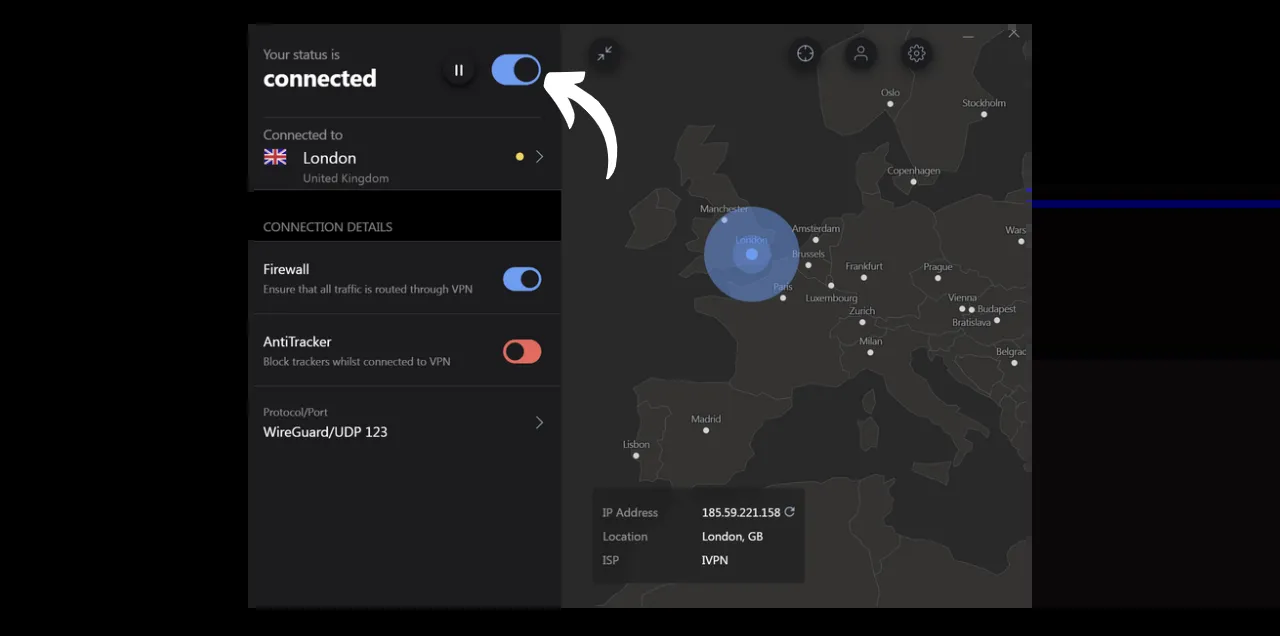 Your status is
connected
Connected to
London
United Kingdom
CONNECTION DETAILS
Firewall
Ensure that all traffic is routed through VPN
AntiTracker
Block trackers whilst connected to VPN
Protocol/Port
WireGuard/UDP 123
Oslo
Stockholm
Copenhagen
Manchester
London
Amsterdam
Brussels
Wars
Frankfurt
Prague
Paris
Luxembourg
Vienna
Budapest
Bratislava
Zurich
Milan
Belgrac
Madrid
Lisbon
IP Address 185.59.221.158
Location London, GB
ISP IVPN